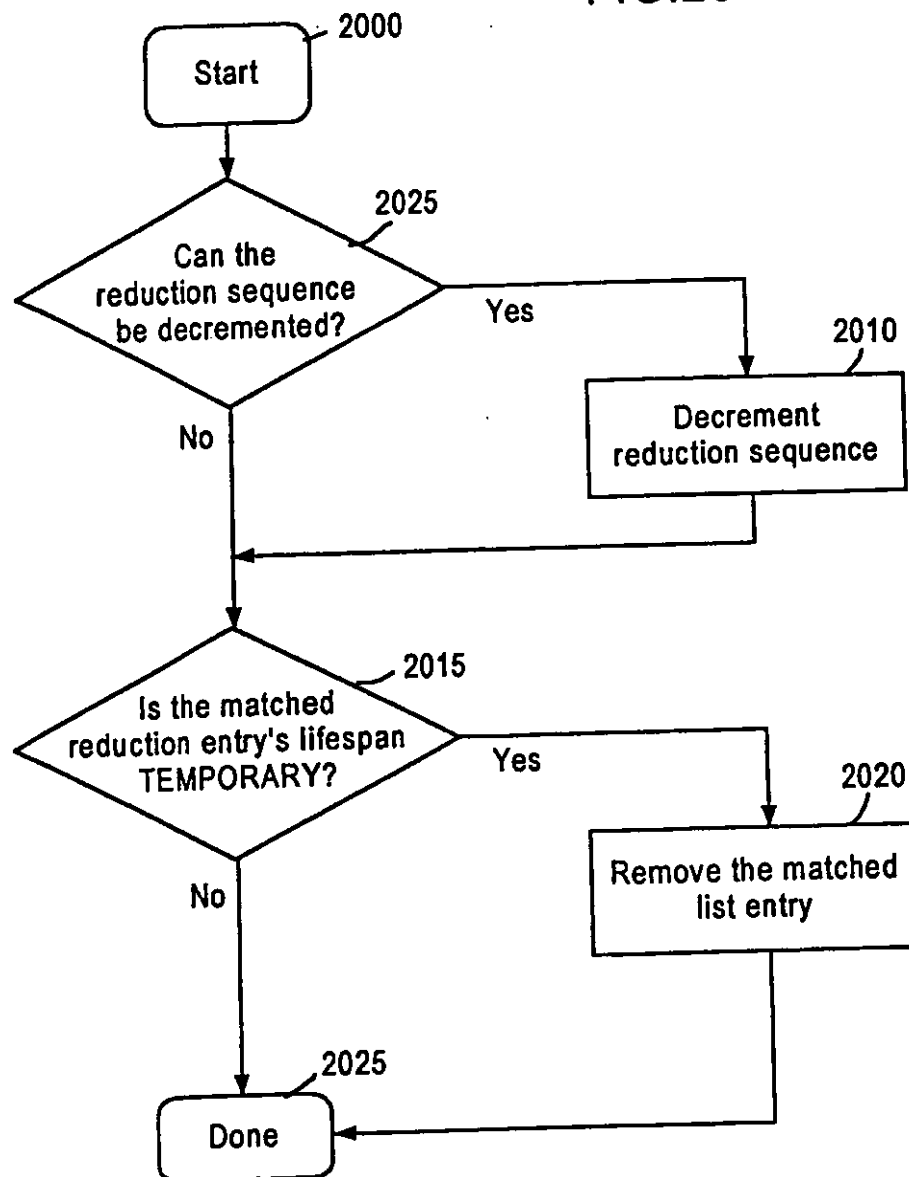 2000
Start
2025
Can the
reduction sequence
be decremented?
Yes
2010
Decrement
reduction sequence
No
2015
Is the matched
reduction entry's lifespan
TEMPORARY?
Yes
2020
Remove the matched
list entry
No
2025
Done